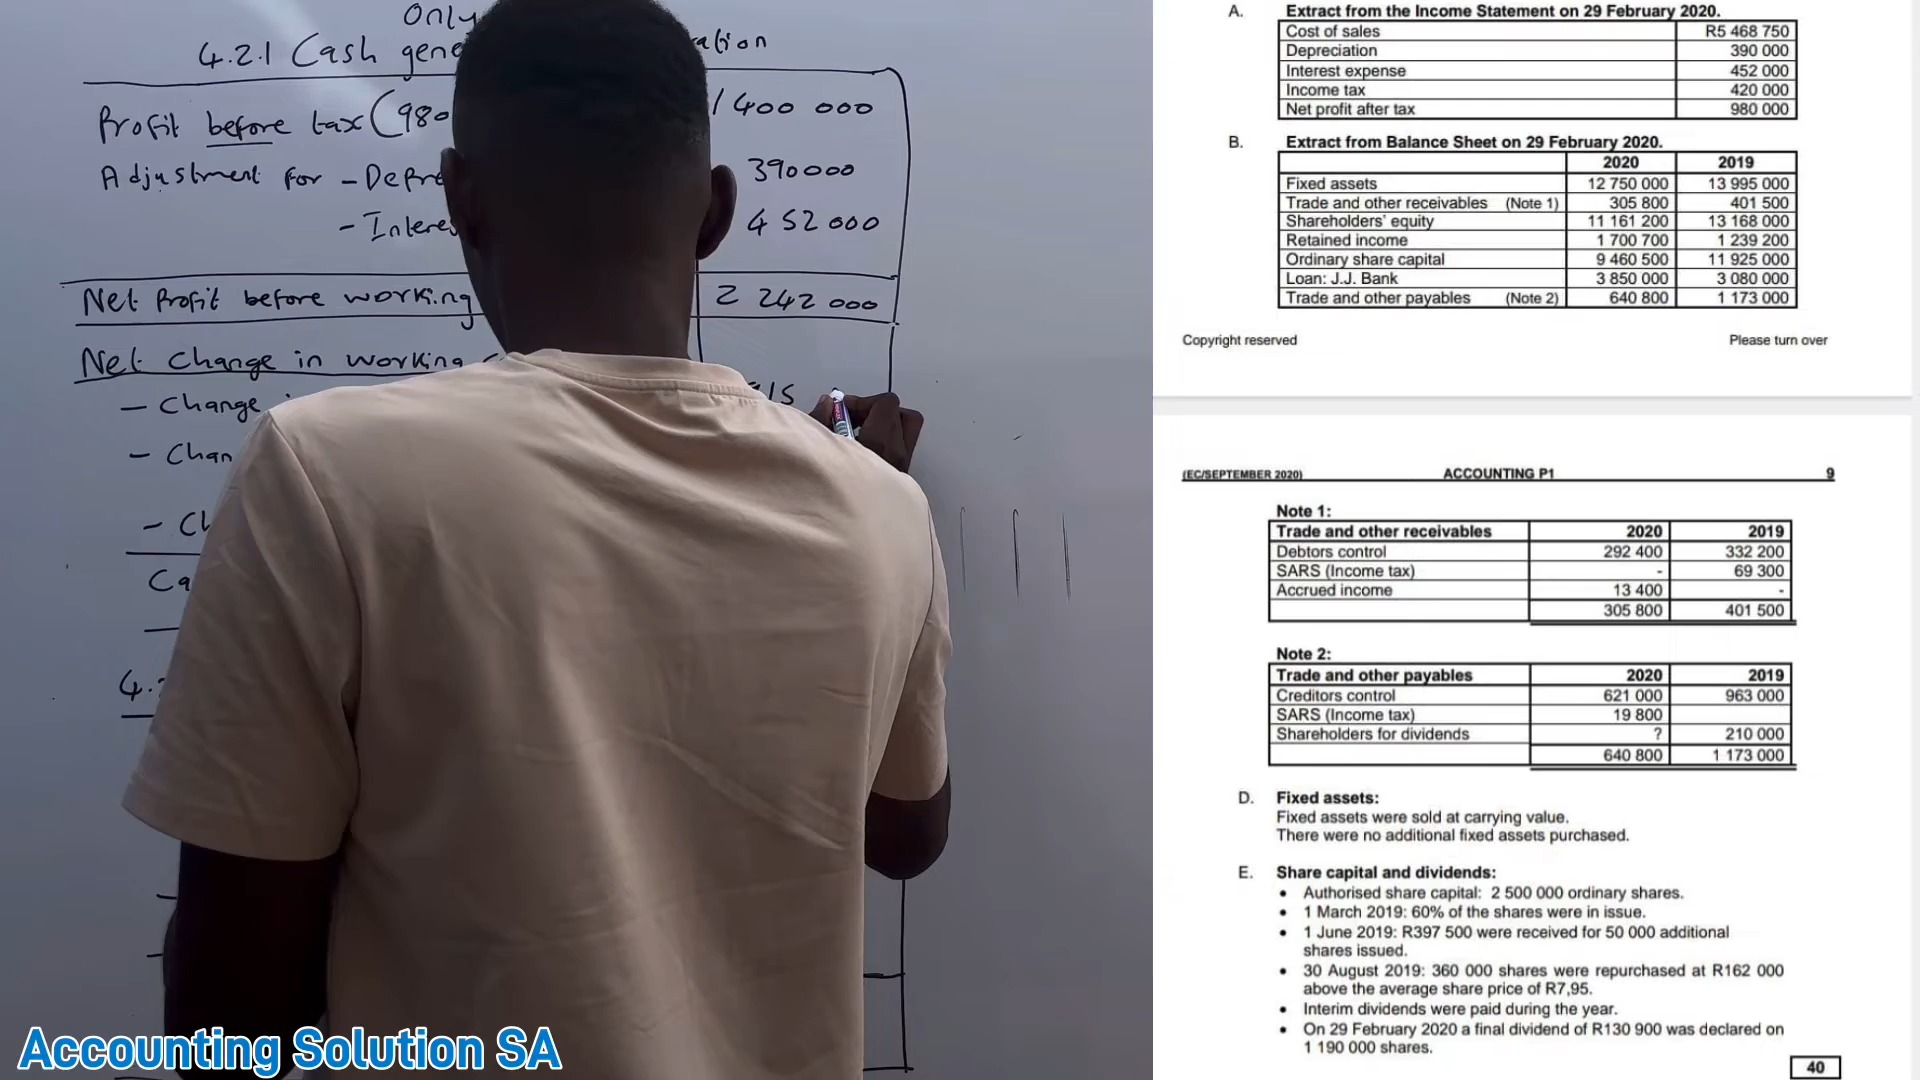 Only
4.2.1 Cash gene ation
Profit before tax (980 1 400 000
Adjustment for - Depre 390000
- Interes 452 000
Net Profit before working 2 242 000
Net Change in working
- Change
- Chan
- Ch
Ca
4.
Accounting Solution SA
A. Extract from the Income Statement on 29 February 2020.
Cost of sales R5 468 750
Depreciation 390 000
Interest expense 452 000
Income tax 420 000
Net profit after tax 980 000
B. Extract from Balance Sheet on 29 February 2020.
2020 2019
Fixed assets 12 750 000 13 995 000
Trade and other receivables (Note 1) 305 800 401 500
Shareholders' equity 11 161 200 13 168 000
Retained income 1 700 700 1 239 200
Ordinary share capital 9 460 500 11 925 000
Loan: J.J. Bank 3 850 000 3 080 000
Trade and other payables (Note 2) 640 800 1 173 000
Copyright reserved Please turn over
(EC/SEPTEMBER 2020) ACCOUNTING P1 9
Note 1:
Trade and other receivables 2020 2019
Debtors control 292 400 332 200
SARS (Income tax) - 69 300
Accrued income 13 400 -
305 800 401 500
Note 2:
Trade and other payables 2020 2019
Creditors control 621 000 963 000
SARS (Income tax) 19 800
Shareholders for dividends ? 210 000
640 800 1 173 000
D. Fixed assets:
Fixed assets were sold at carrying value.
There were no additional fixed assets purchased.
E. Share capital and dividends:
• Authorised share capital: 2 500 000 ordinary shares.
• 1 March 2019: 60% of the shares were in issue.
• 1 June 2019: R397 500 were received for 50 000 additional
shares issued.
• 30 August 2019: 360 000 shares were repurchased at R162 000
above the average share price of R7,95.
• Interim dividends were paid during the year.
• On 29 February 2020 a final dividend of R130 900 was declared on
1 190 000 shares.
40